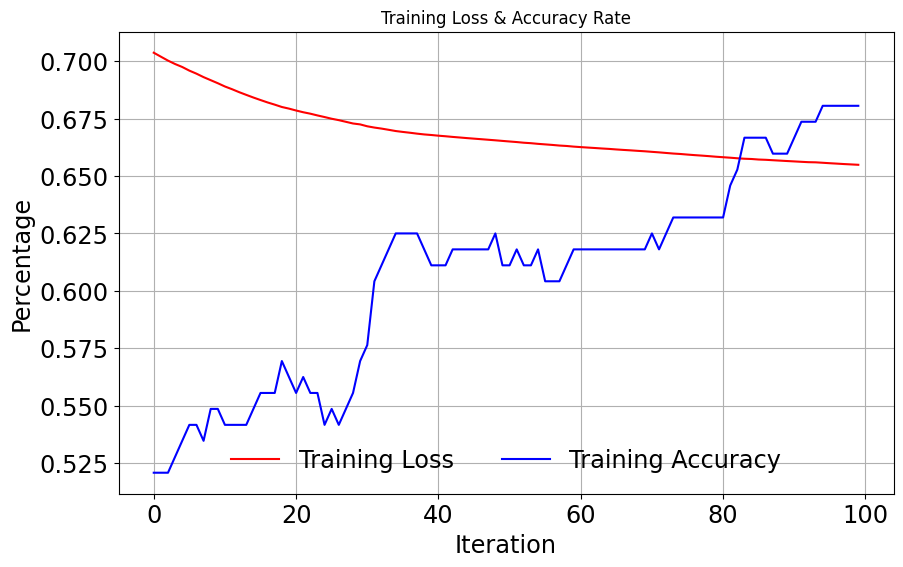 Training Loss & Accuracy Rate
Percentage
0.700
0.675
0.650
0.625
0.600
0.575
0.550
0.525
Training Loss
Training Accuracy
0 20 40 60 80 100
Iteration